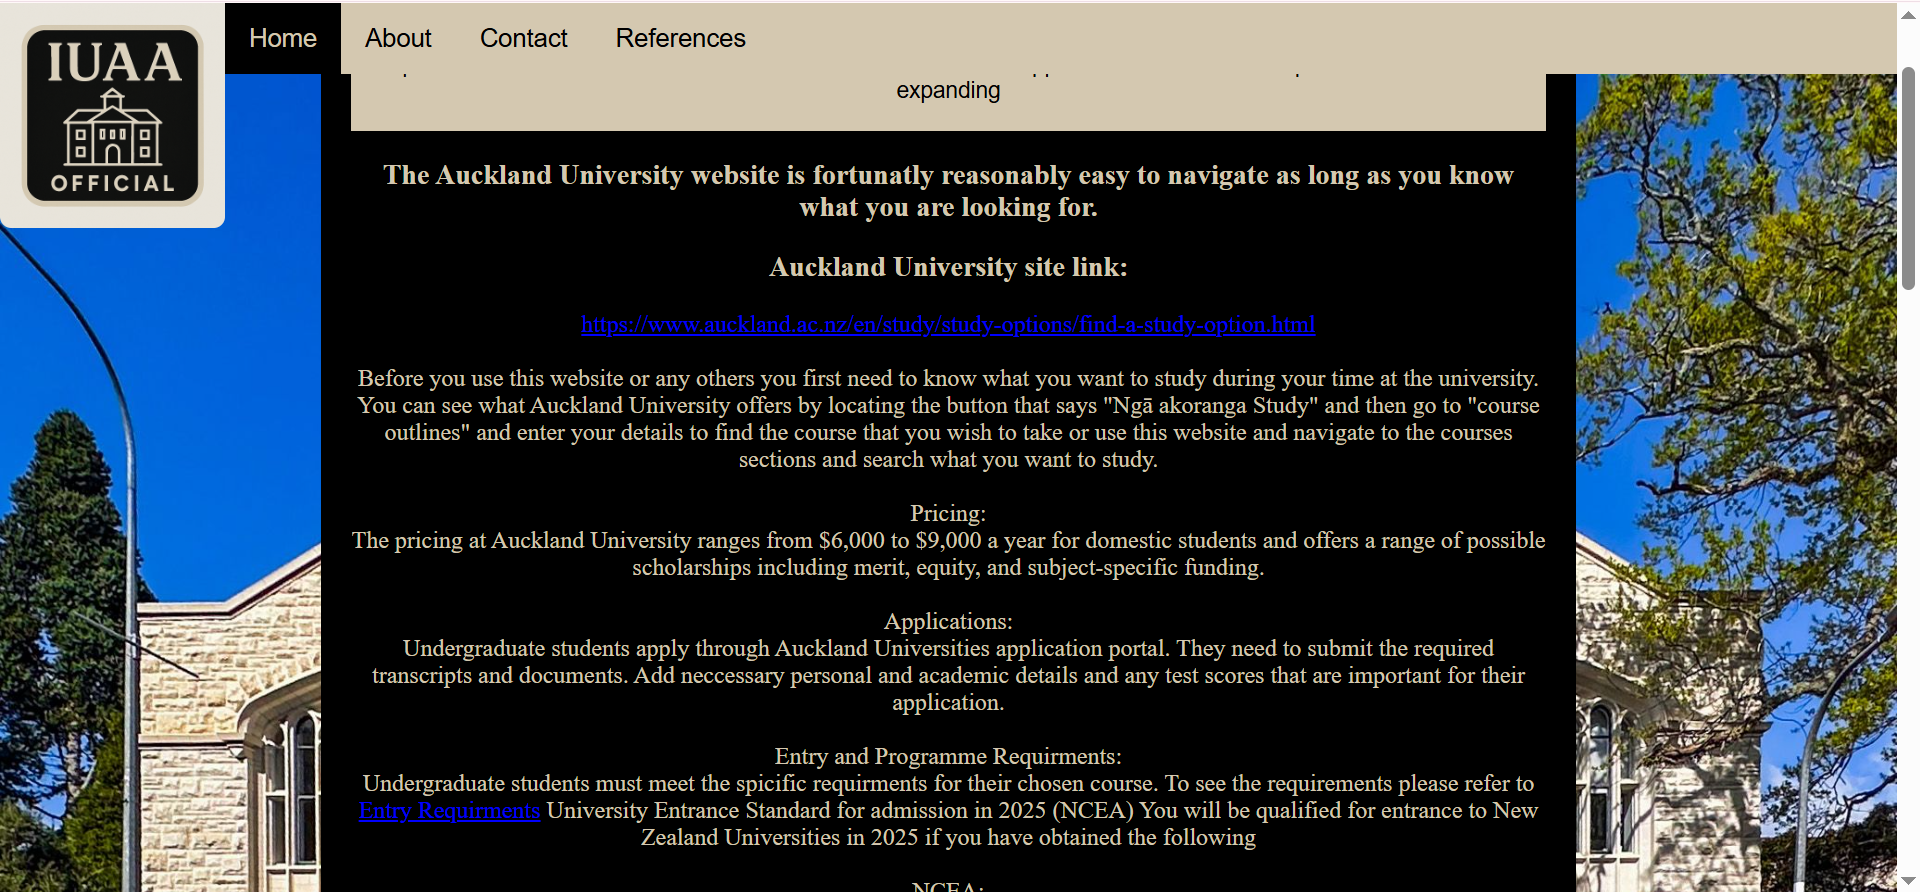 IUAA
OFFICIAL
Home About Contact References
expanding
The Auckland University website is fortunatly reasonably easy to navigate as long as you know
what you are looking for.
Auckland University site link:
https://www.auckland.ac.nz/en/study/study-options/find-a-study-option.html
Before you use this website or any others you first need to know what you want to study during your time at the university.
You can see what Auckland University offers by locating the button that says "Ngā akoranga Study" and then go to "course
outlines" and enter your details to find the course that you wish to take or use this website and navigate to the courses
sections and search what you want to study.
Pricing:
The pricing at Auckland University ranges from $6,000 to $9,000 a year for domestic students and offers a range of possible
scholarships including merit, equity, and subject-specific funding.
Applications:
Undergraduate students apply through Auckland Universities application portal. They need to submit the required
transcripts and documents. Add neccessary personal and academic details and any test scores that are important for their
application.
Entry and Programme Requirments:
Undergraduate students must meet the spicific requirments for their chosen course. To see the requirements please refer to
Entry Requirments University Entrance Standard for admission in 2025 (NCEA) You will be qualified for entrance to New
Zealand Universities in 2025 if you have obtained the following
NCEA: